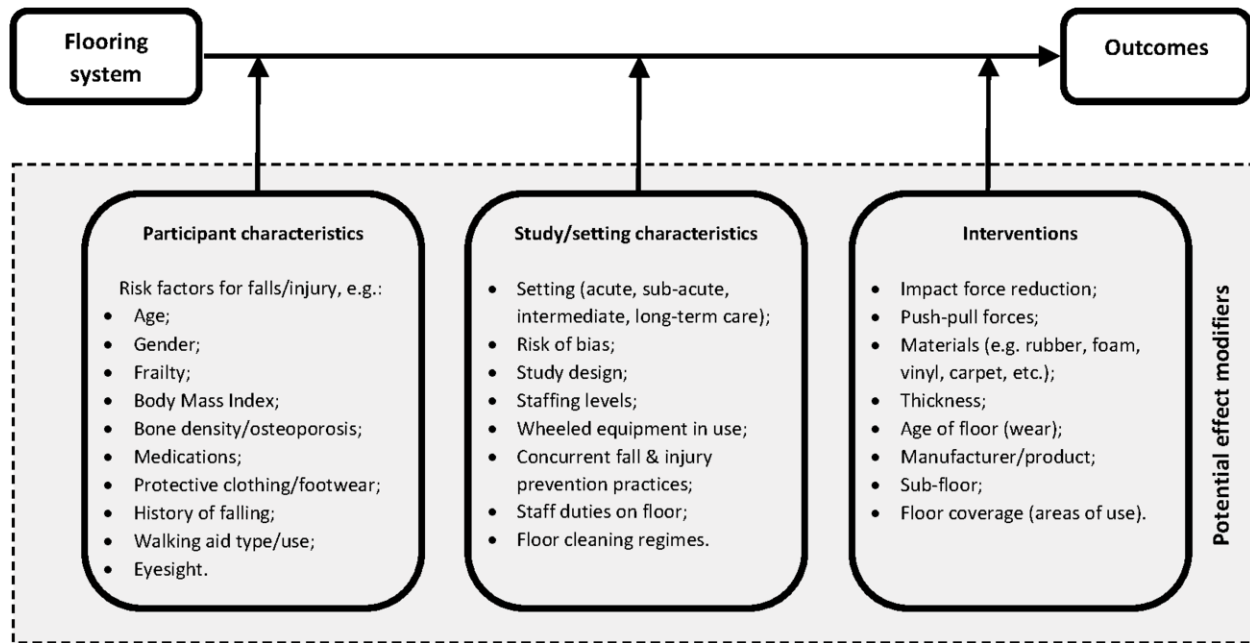 Flooring
system
Outcomes
Participant characteristics
Risk factors for falls/injury, e.g.:
• Age;
• Gender;
• Frailty;
• Body Mass Index;
• Bone density/osteoporosis;
• Medications;
• Protective clothing/footwear;
• History of falling;
• Walking aid type/use;
• Eyesight.
Study/setting characteristics
• Setting (acute, sub-acute,
intermediate, long-term care);
• Risk of bias;
• Study design;
• Staffing levels;
• Wheeled equipment in use;
• Concurrent fall & injury
prevention practices;
• Staff duties on floor;
• Floor cleaning regimes.
Interventions
• Impact force reduction;
• Push-pull forces;
• Materials (e.g. rubber, foam,
vinyl, carpet, etc.);
• Thickness;
• Age of floor (wear);
• Manufacturer/product;
• Sub-floor;
• Floor coverage (areas of use).
Potential effect modifiers